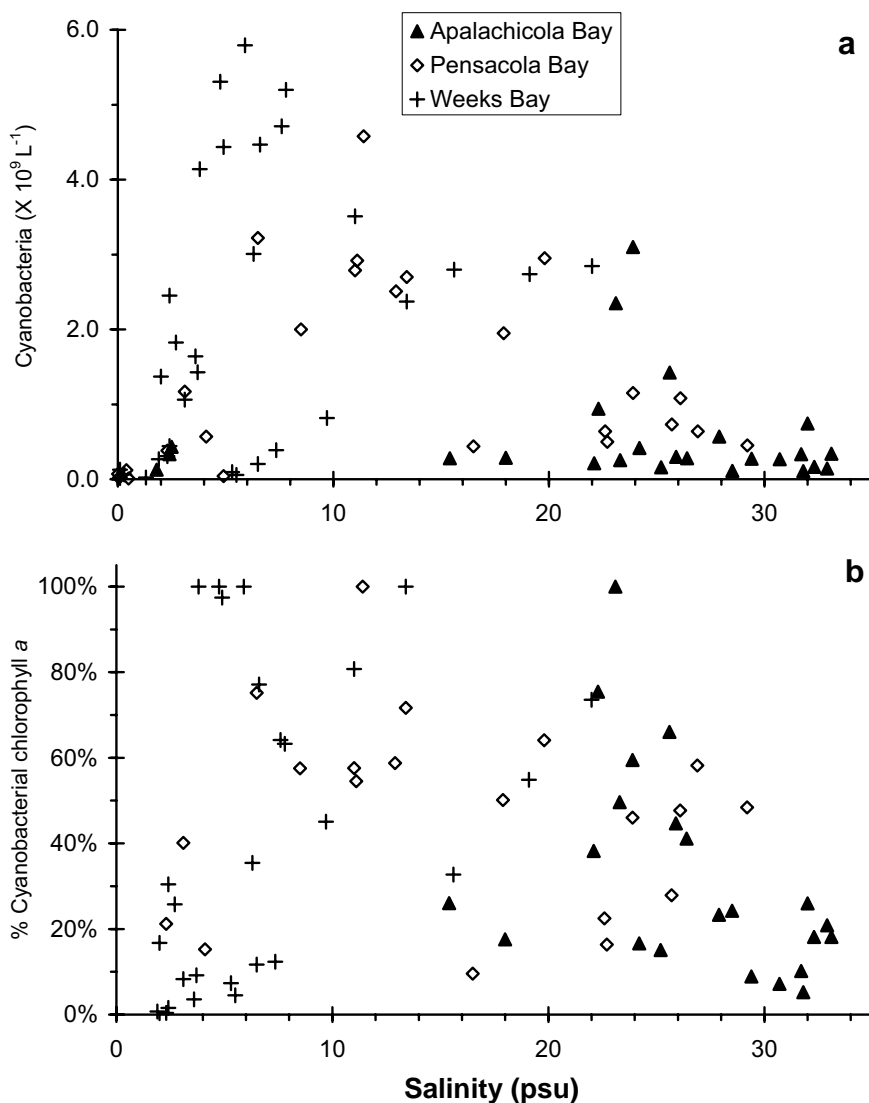 6.0
4.0
2.0
0.0
Cyanobacteria (X 10⁹ L⁻¹)
Apalachicola Bay
Pensacola Bay
Weeks Bay
a
0
10
20
30
100%
80%
60%
40%
20%
0%
% Cyanobacterial chlorophyll a
b
0
10
20
30
Salinity (psu)